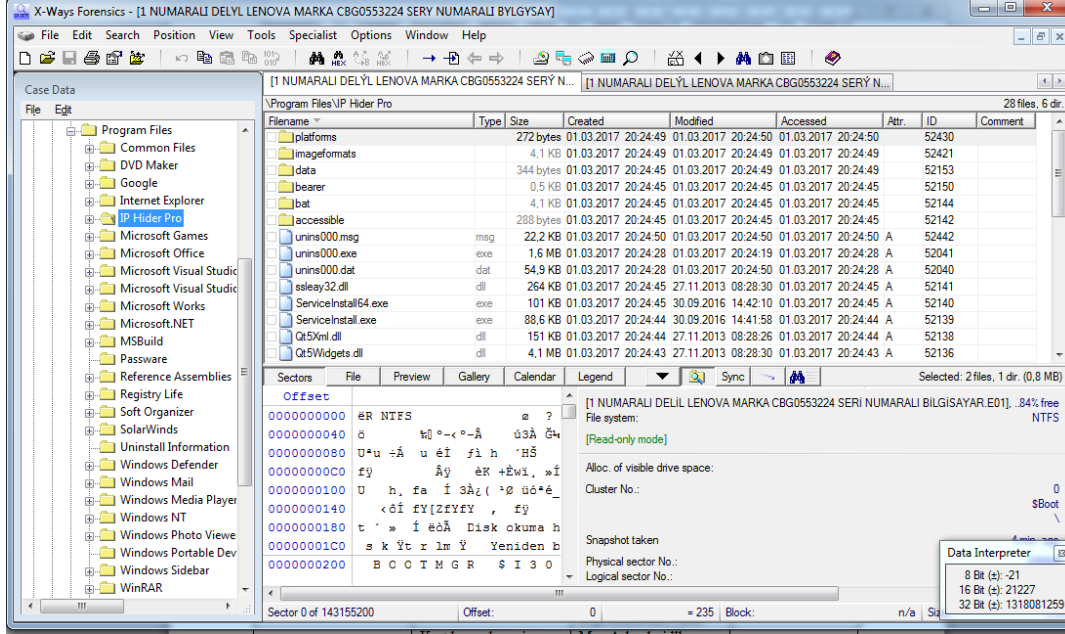 X-Ways Forensics - [1 NUMARALI DELYL LENOVA MARKA CBG0553224 SERY NUMARALI BYLGYSAY]
File Edit Search Position View Tools Specialist Options Window Help
[1 NUMARALI DELÝL LENOVA MARKA CBG0553224 SERÝ N... [1 NUMARALI DELÝL LENOVA MARKA CBG0553224 SERÝ N...
Case Data
File Edit
Program Files
Common Files
DVD Maker
Google
Internet Explorer
IP Hider Pro
Microsoft Games
Microsoft Office
Microsoft Visual Studic
Microsoft Visual Studic
Microsoft Works
Microsoft.NET
MSBuild
Passware
Reference Assemblies
Registry Life
Soft Organizer
SolarWinds
Uninstall Information
Windows Defender
Windows Mail
Windows Media Player
Windows NT
Windows Photo Viewe
Windows Portable Dev
Windows Sidebar
WinRAR
\Program Files\IP Hider Pro 28 files, 6 dir.
Filename Type Size Created Modified Accessed Attr. ID Comment
platforms 272 bytes 01.03.2017 20:24:49 01.03.2017 20:24:50 01.03.2017 20:24:50 52430
imageformats 4,1 KB 01.03.2017 20:24:49 01.03.2017 20:24:49 01.03.2017 20:24:49 52421
data 344 bytes 01.03.2017 20:24:45 01.03.2017 20:24:49 01.03.2017 20:24:49 52153
bearer 0,5 KB 01.03.2017 20:24:45 01.03.2017 20:24:45 01.03.2017 20:24:45 52150
bat 4,1 KB 01.03.2017 20:24:45 01.03.2017 20:24:45 01.03.2017 20:24:45 52144
accessible 288 bytes 01.03.2017 20:24:45 01.03.2017 20:24:45 01.03.2017 20:24:45 52142
unins000.msg msg 22,2 KB 01.03.2017 20:24:50 01.03.2017 20:24:50 01.03.2017 20:24:50 A 52442
unins000.exe exe 1,6 MB 01.03.2017 20:24:28 01.03.2017 20:24:19 01.03.2017 20:24:28 A 52041
unins000.dat dat 54,9 KB 01.03.2017 20:24:28 01.03.2017 20:24:50 01.03.2017 20:24:28 A 52040
ssleay32.dll dll 264 KB 01.03.2017 20:24:45 27.11.2013 08:28:30 01.03.2017 20:24:45 A 52141
ServiceInstall64.exe exe 101 KB 01.03.2017 20:24:45 30.09.2016 14:42:10 01.03.2017 20:24:45 A 52140
ServiceInstall.exe exe 88,6 KB 01.03.2017 20:24:44 30.09.2016 14:41:58 01.03.2017 20:24:44 A 52139
Qt5Xml.dll dll 151 KB 01.03.2017 20:24:44 27.11.2013 08:28:26 01.03.2017 20:24:44 A 52138
Qt5Widgets.dll dll 4,1 MB 01.03.2017 20:24:43 27.11.2013 08:28:30 01.03.2017 20:24:43 A 52136
Sectors File Preview Gallery Calendar Legend Sync Selected: 2 files, 1 dir. (0,8 MB)
Offset
0000000000 ëR NTFS ø ?
0000000040
0000000080
00000000C0
0000000100
0000000140
0000000180 Disk okuma h
00000001C0 Yeniden b
0000000200 B O O T M G R $ I 3 0
[1 NUMARALI DELİL LENOVA MARKA CBG0553224 SERİ NUMARALI BİLGİSAYAR.E01], ..84% free
File system: NTFS
[Read-only mode]
Alloc. of visible drive space:
Cluster No.: 0
$Boot
\
Snapshot taken 4 min. ago
Physical sector No.:
Logical sector No.:
Data Interpreter
8 Bit (±): -21
16 Bit (±): 21227
32 Bit (±): 1318081259
Sector 0 of 143155200 Offset: 0 = 235 Block: n/a